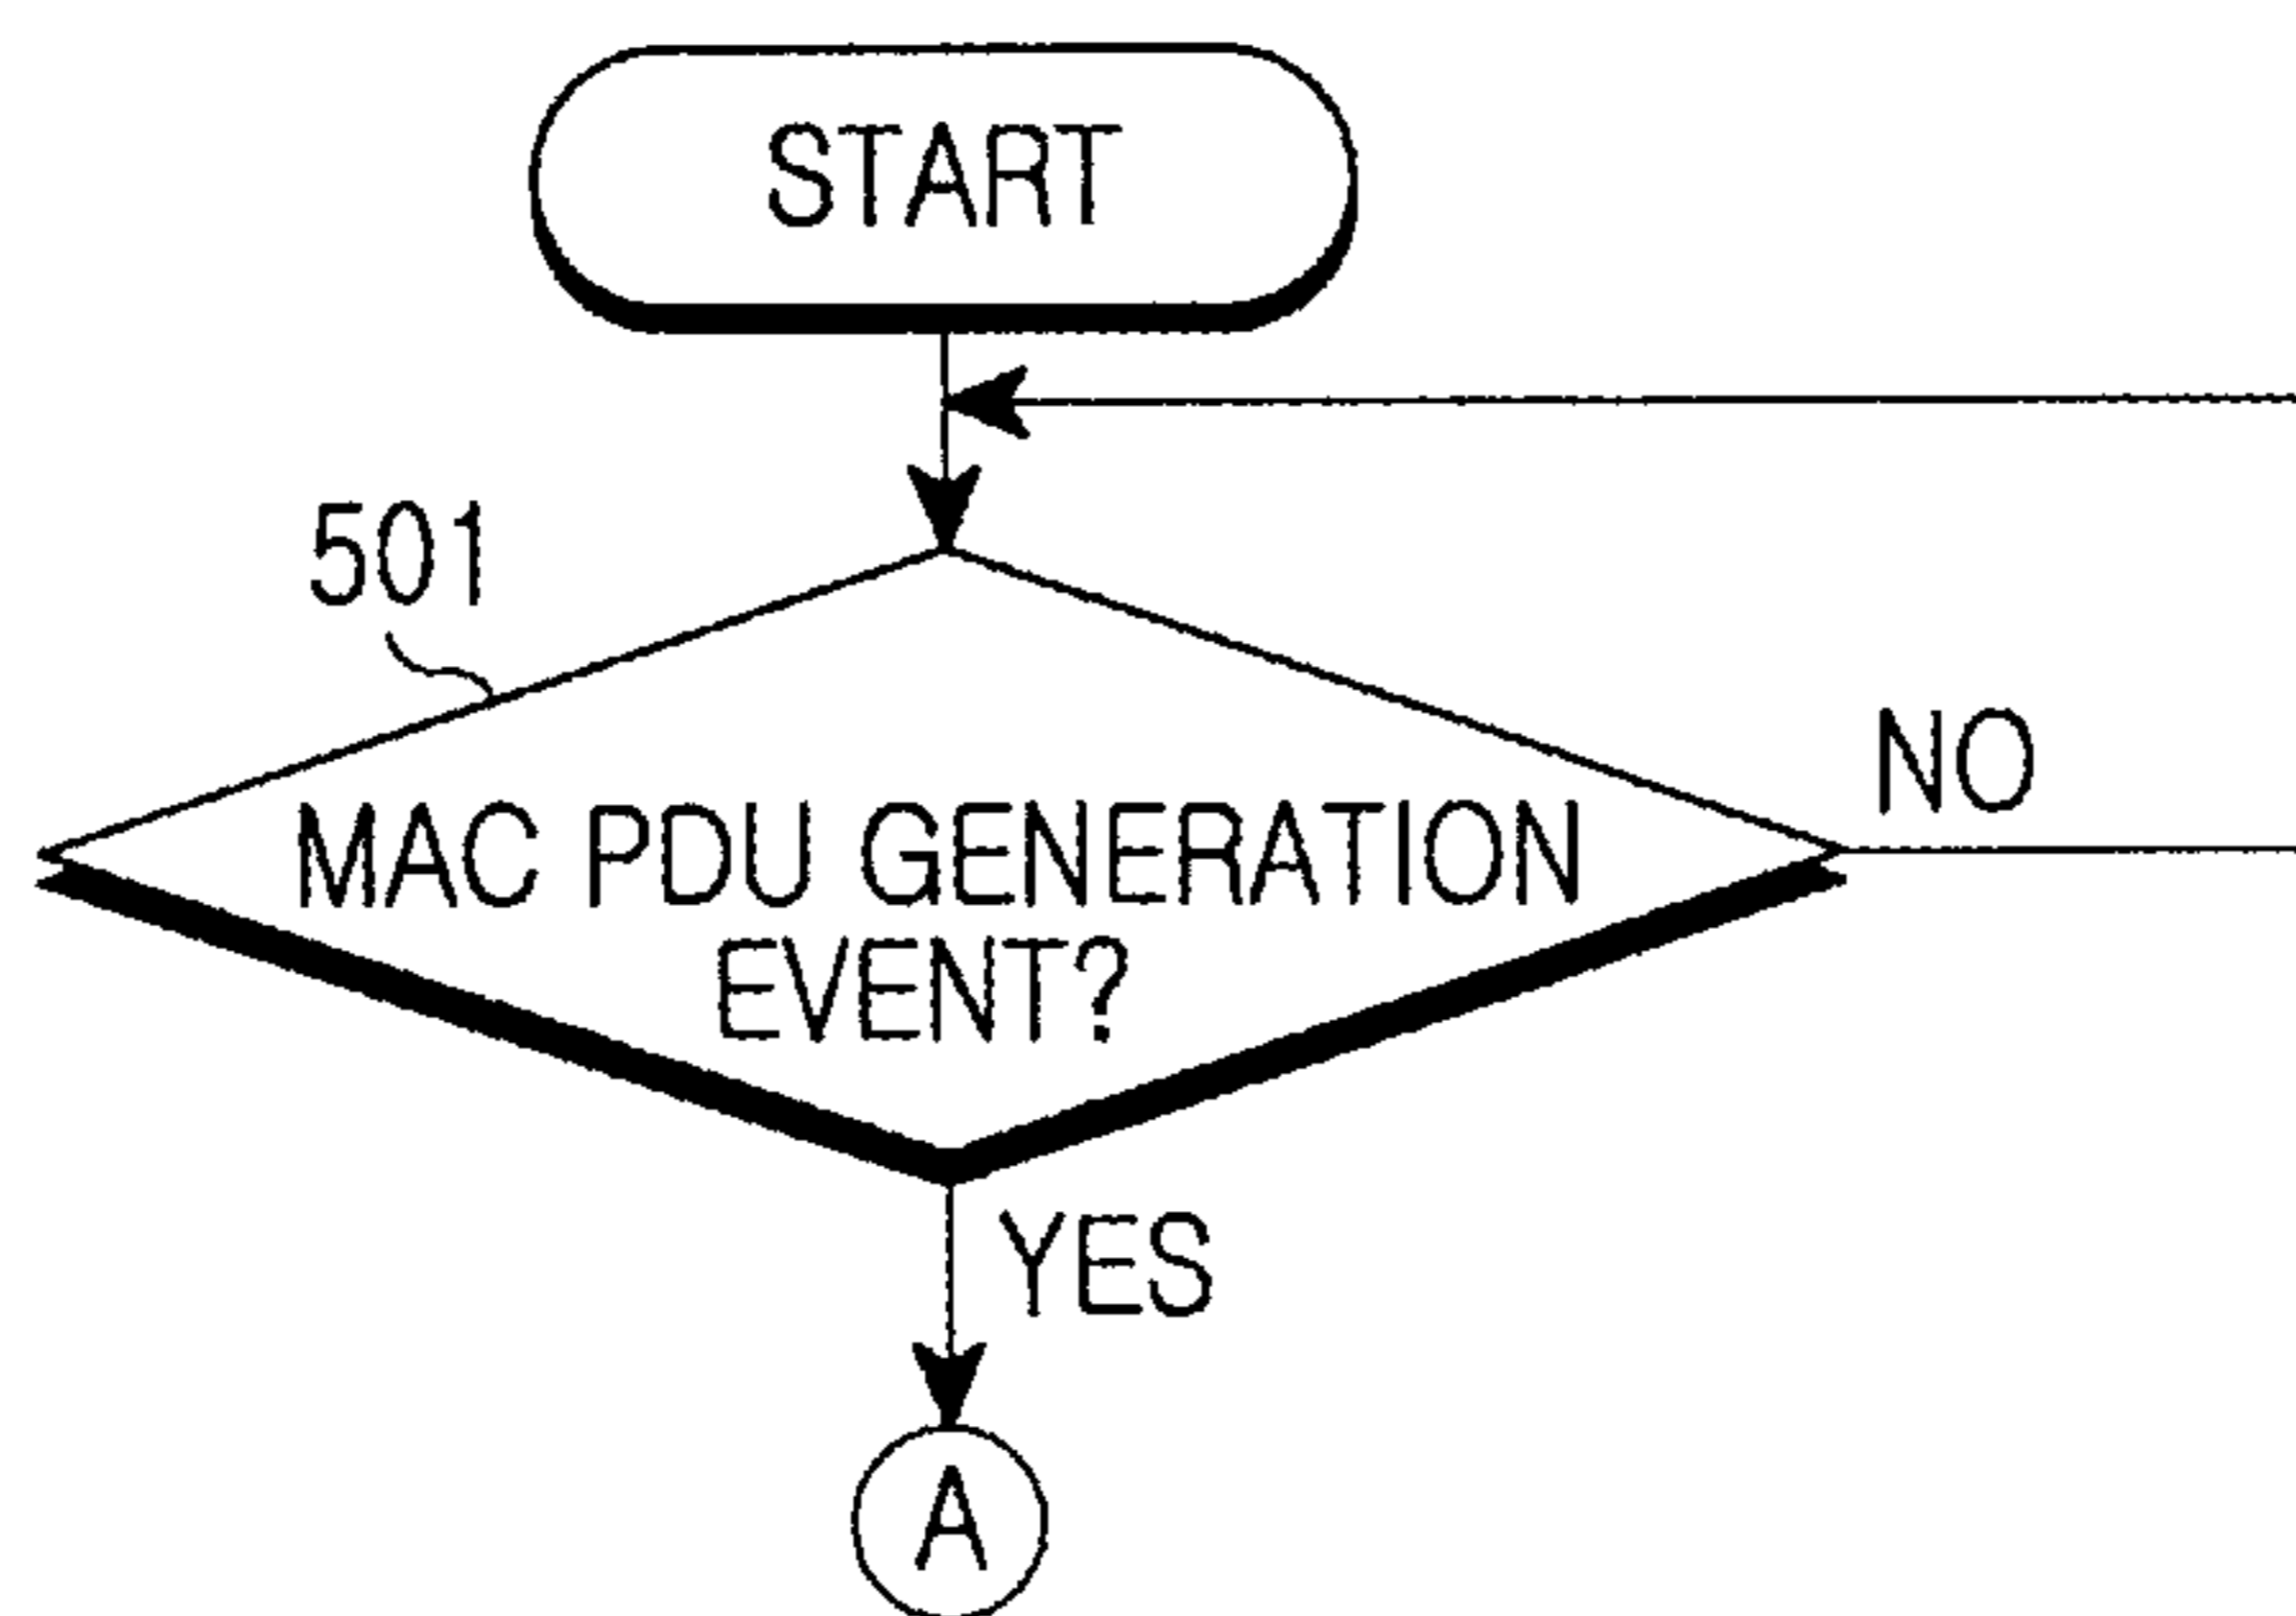 START
501
NO
MAC PDU GENERATION
EVENT?
YES
A